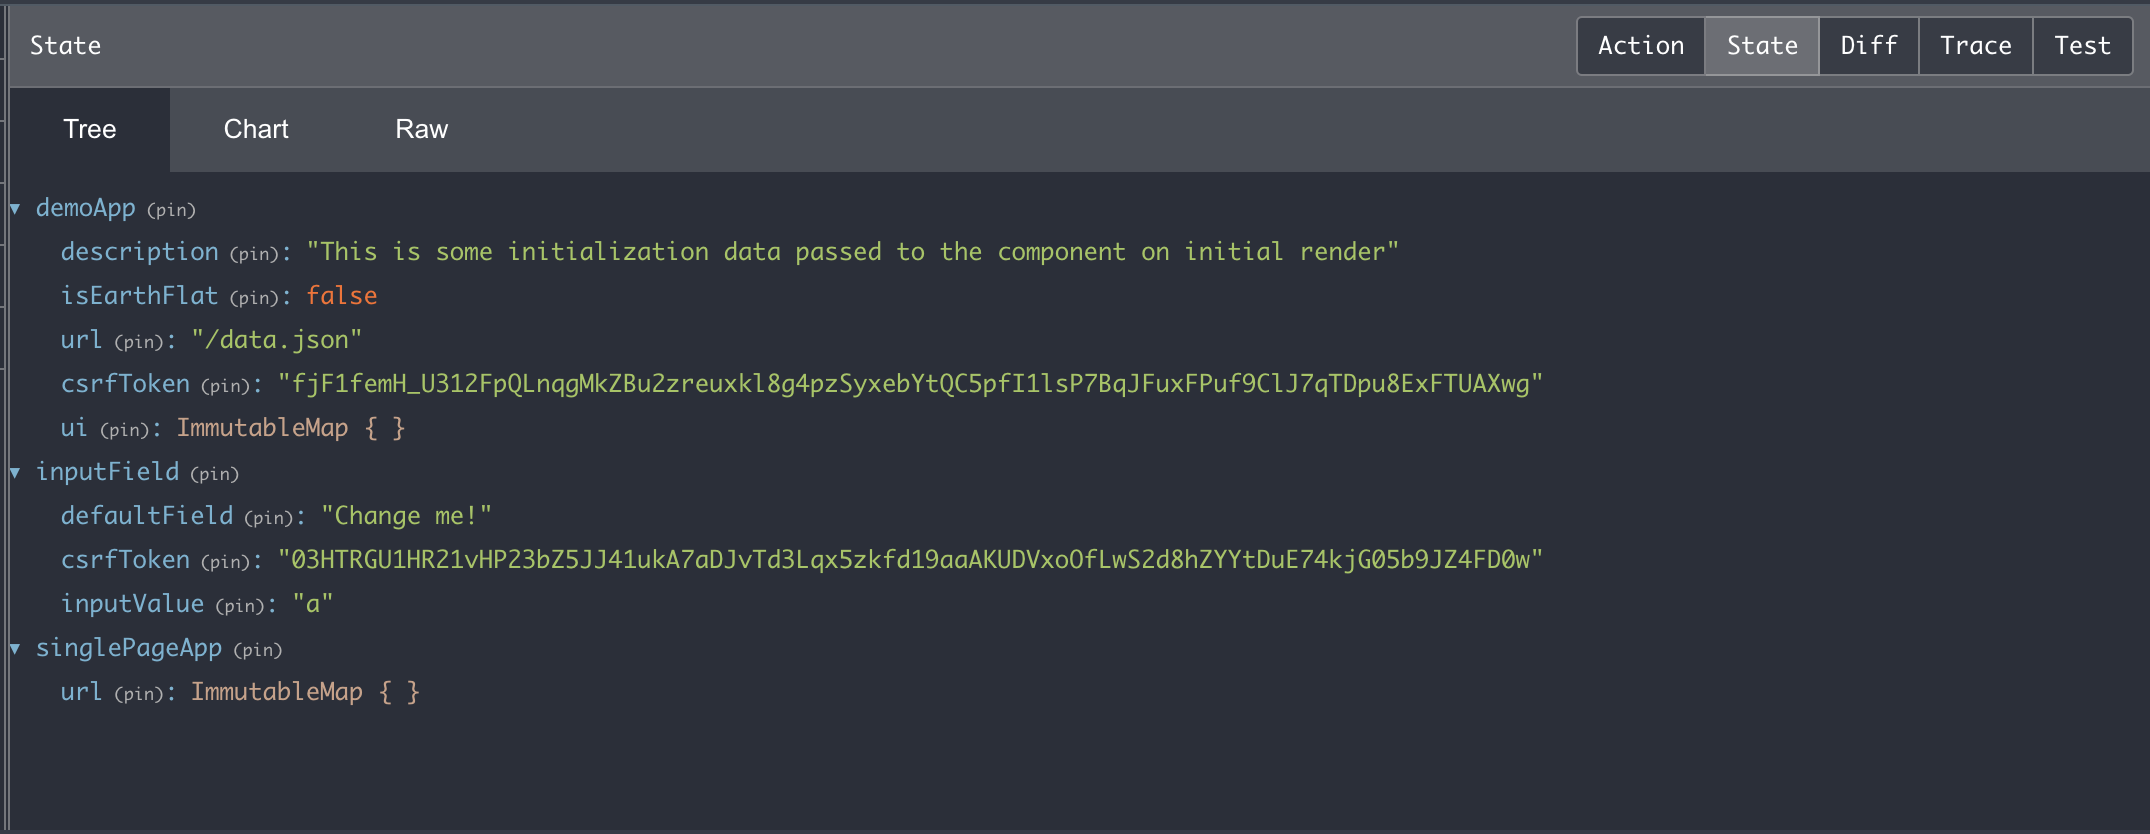 State Action State Diff Trace Test
Tree Chart Raw
demoApp (pin)
description (pin): "This is some initialization data passed to the component on initial render"
isEarthFlat (pin): false
url (pin): "/data.json"
csrfToken (pin): "fjF1femH_U312FpQLnqgMkZBu2zreuxkl8g4pzSyxebYtQC5pfI1lsP7BqJFuxFPuf9ClJ7qTDpu8ExFTUAXwg"
ui (pin): ImmutableMap { }
inputField (pin)
defaultField (pin): "Change me!"
csrfToken (pin): "03HTRGU1HR21vHP23bZ5JJ41ukA7aDJvTd3Lqx5zkfd19aaAKUDVxoOfLwS2d8hZYYtDuE74kjG05b9JZ4FD0w"
inputValue (pin): "a"
singlePageApp (pin)
url (pin): ImmutableMap { }